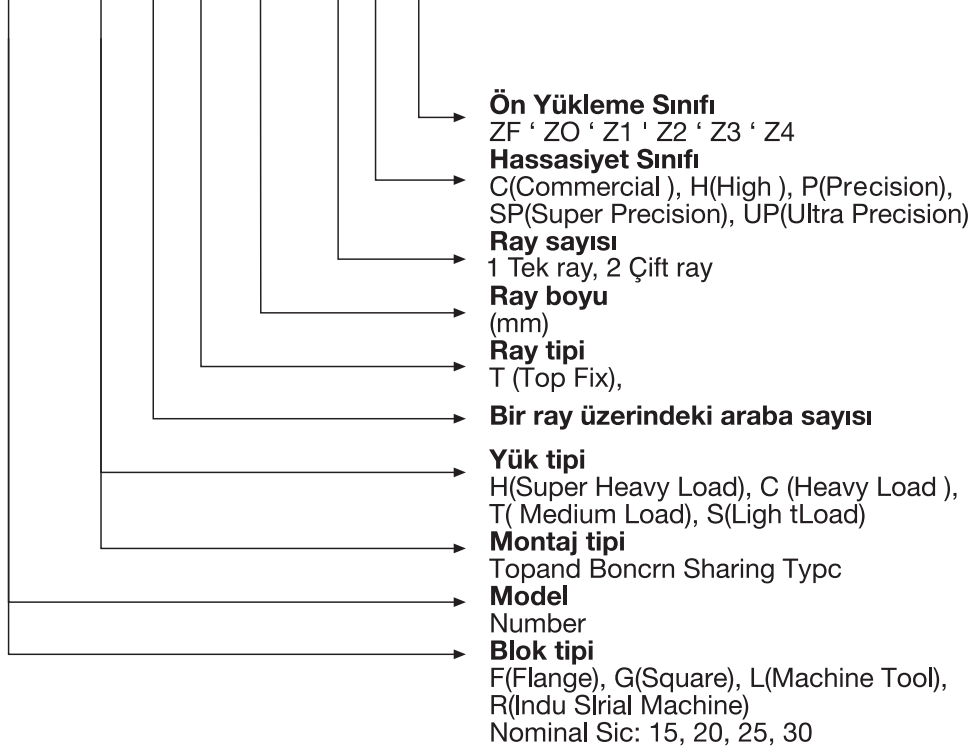 Ön Yükleme Sınıfı
ZF ‘ ZO ‘ Z1 ' Z2 ‘ Z3 ‘ Z4
Hassasiyet Sınıfı
C(Commercial ), H(High ), P(Precision),
SP(Super Precision), UP(Ultra Precision)
Ray sayısı
1 Tek ray, 2 Çift ray
Ray boyu
(mm)
Ray tipi
T (Top Fix),
Bir ray üzerindeki araba sayısı
Yük tipi
H(Super Heavy Load), C (Heavy Load ),
T( Medium Load), S(Ligh tLoad)
Montaj tipi
Topand Boncrn Sharing Typc
Model
Number
Blok tipi
F(Flange), G(Square), L(Machine Tool),
R(Indu Slrial Machine)
Nominal Sic: 15, 20, 25, 30